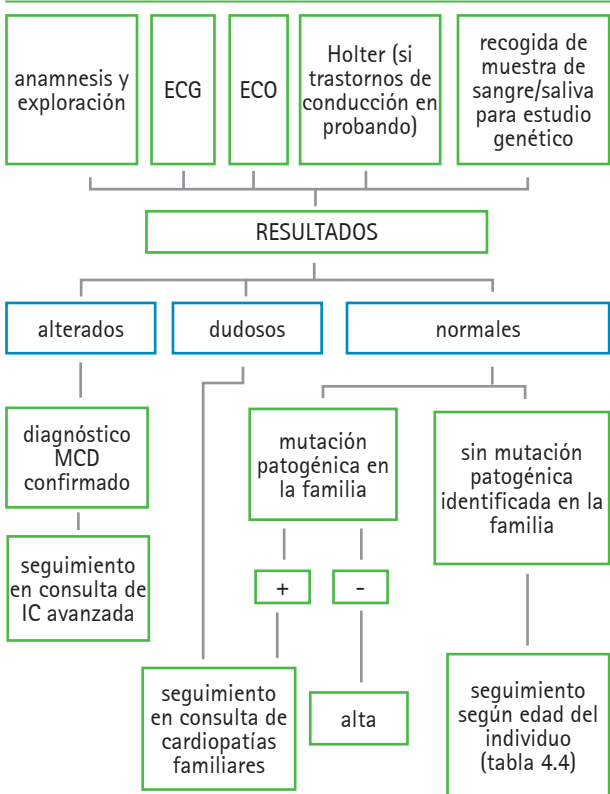 anamnesis y
exploración
ECG
ECO
Holter (si
trastornos de
conducción en
probando)
recogida de
muestra de
sangre/saliva
para estudio
genético
RESULTADOS
alterados
dudosos
normales
diagnóstico
MCD
confirmado
mutación
patogénica en
la familia
sin mutación
patogénica
identificada en la
familia
seguimiento
en consulta de
IC avanzada
+
-
seguimiento
en consulta de
cardiopatías
familiares
alta
seguimiento
según edad del
individuo
(tabla 4.4)